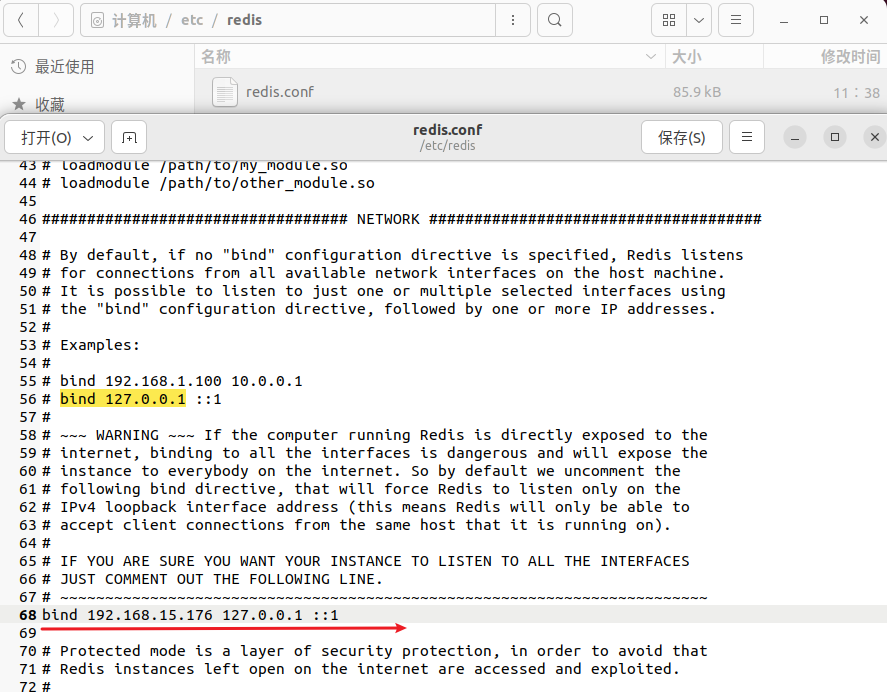 计算机 / etc / redis
名称 大小 修改时间
最近使用
redis.conf 85.9 kB 11：38
收藏
打开(O) redis.conf 保存(S)
/etc/redis
43 # loadmodule /path/to/my_module.so
44 # loadmodule /path/to/other_module.so
45
46 ################################## NETWORK #####################################
47
48 # By default, if no "bind" configuration directive is specified, Redis listens
49 # for connections from all available network interfaces on the host machine.
50 # It is possible to listen to just one or multiple selected interfaces using
51 # the "bind" configuration directive, followed by one or more IP addresses.
52 #
53 # Examples:
54 #
55 # bind 192.168.1.100 10.0.0.1
56 # bind 127.0.0.1 ::1
57 #
58 # ~~~ WARNING ~~~ If the computer running Redis is directly exposed to the
59 # internet, binding to all the interfaces is dangerous and will expose the
60 # instance to everybody on the internet. So by default we uncomment the
61 # following bind directive, that will force Redis to listen only on the
62 # IPv4 loopback interface address (this means Redis will only be able to
63 # accept client connections from the same host that it is running on).
64 #
65 # IF YOU ARE SURE YOU WANT YOUR INSTANCE TO LISTEN TO ALL THE INTERFACES
66 # JUST COMMENT OUT THE FOLLOWING LINE.
67 # ~~~~~~~~~~~~~~~~~~~~~~~~~~~~~~~~~~~~~~~~~~~~~~~~~~~~~~~~~~~~~~~~~~~~~~~~
68 bind 192.168.15.176 127.0.0.1 ::1
69
70 # Protected mode is a layer of security protection, in order to avoid that
71 # Redis instances left open on the internet are accessed and exploited.
72 #